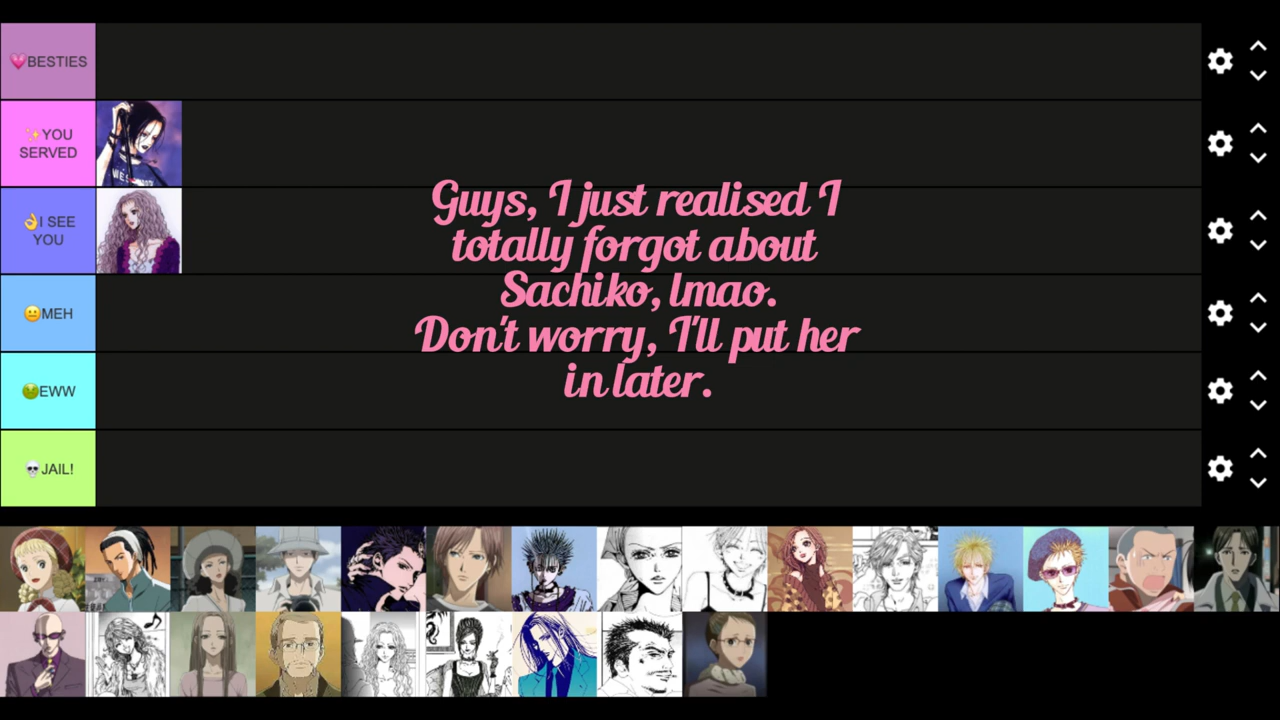 💗BESTIES
✨YOU
SERVED
👌I SEE
YOU
😐MEH
🤢EWW
💀JAIL!
Guys, I just realised I
totally forgot about
Sachiko, lmao.
Don't worry, I'll put her
in later.